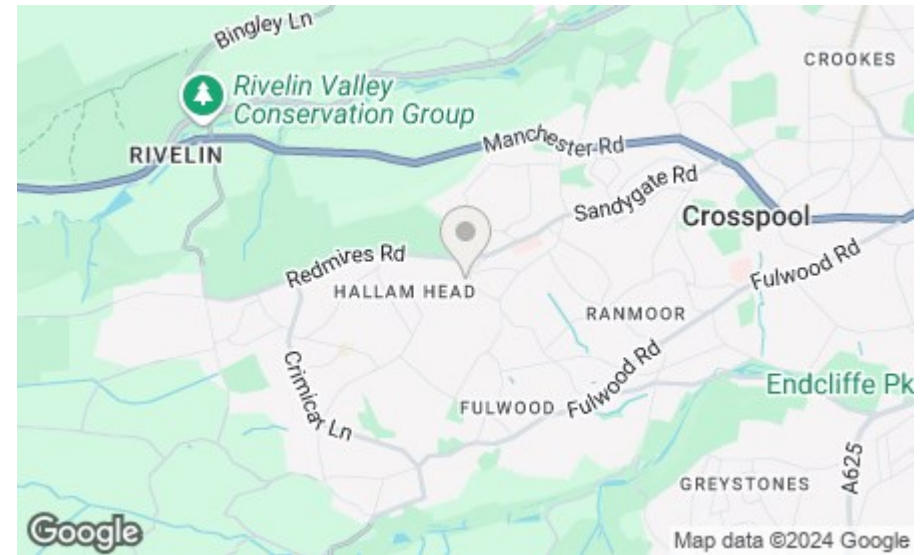 Bingley Ln
CROOKES
Rivelin Valley
Conservation Group
RIVELIN
Manchester Rd
Sandygate Rd
Crosspool
Redmires Rd
Fulwood Rd
HALLAM HEAD
RANMOOR
Crimicar Ln
Fulwood Rd
Endcliffe Pk
FULWOOD
A625
GREYSTONES
Google
Map data ©2024 Google